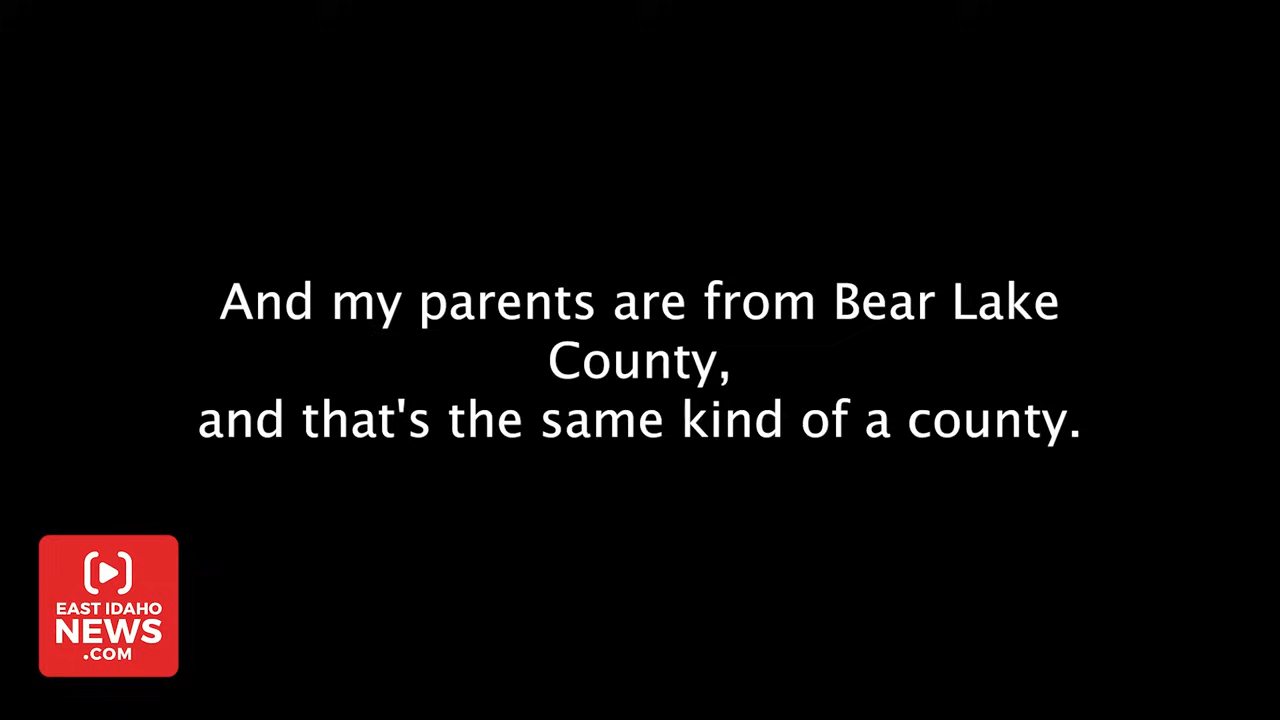 And my parents are from Bear Lake
County,
and that's the same kind of a county.
EAST IDAHO
NEWS
.COM